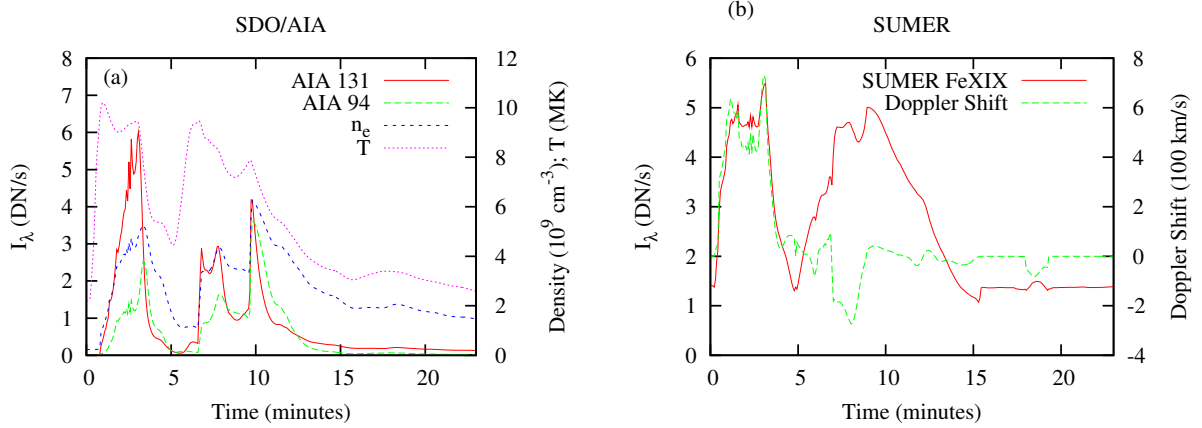 SDO/AIA
(a)
AIA 131
AIA 94
n_e
T
I_λ (DN/s)
8
7
6
5
4
3
2
1
0
Density (10^9 cm^-3); T (MK)
12
10
8
6
4
2
0
0 5 10 15 20
Time (minutes)
(b)
SUMER
SUMER FeXIX
Doppler Shift
I_λ (DN/s)
6
5
4
3
2
1
0
Doppler Shift (100 km/s)
8
6
4
2
0
-2
-4
0 5 10 15 20
Time (minutes)